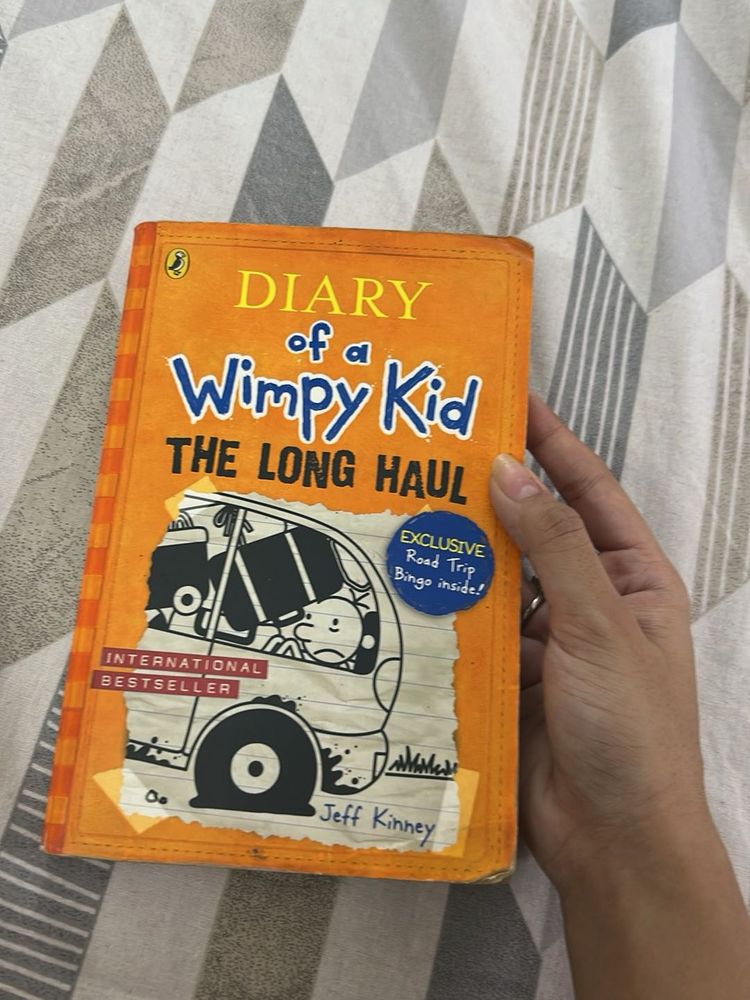 DIARY
of a
Wimpy Kid
THE LONG HAUL
EXCLUSIVE
Road Trip
Bingo inside!
INTERNATIONAL
BESTSELLER
Jeff Kinney